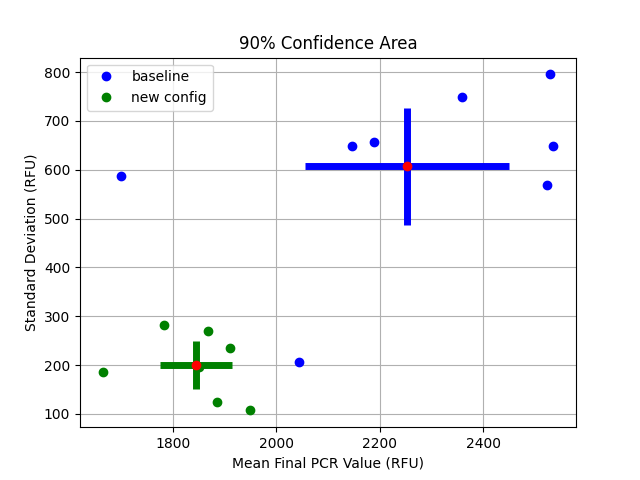 90% Confidence Area
baseline
new config
800
700
600
500
400
300
200
100
Standard Deviation (RFU)
1800
2000
2200
2400
Mean Final PCR Value (RFU)